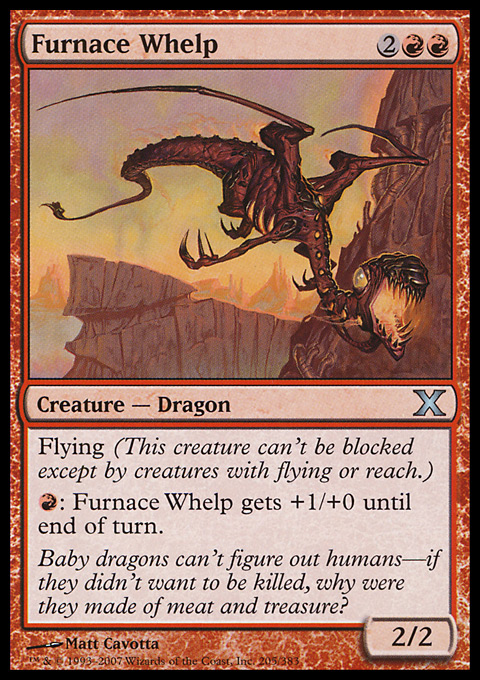 Furnace Whelp 2
Creature — Dragon X
Flying (This creature can't be blocked
except by creatures with flying or reach.)
: Furnace Whelp gets +1/+0 until
end of turn.
Baby dragons can't figure out humans—if
they didn't want to be killed, why were
they made of meat and treasure?
Matt Cavotta
2/2
™ & © 1993–2007 Wizards of the Coast, Inc. 205/383